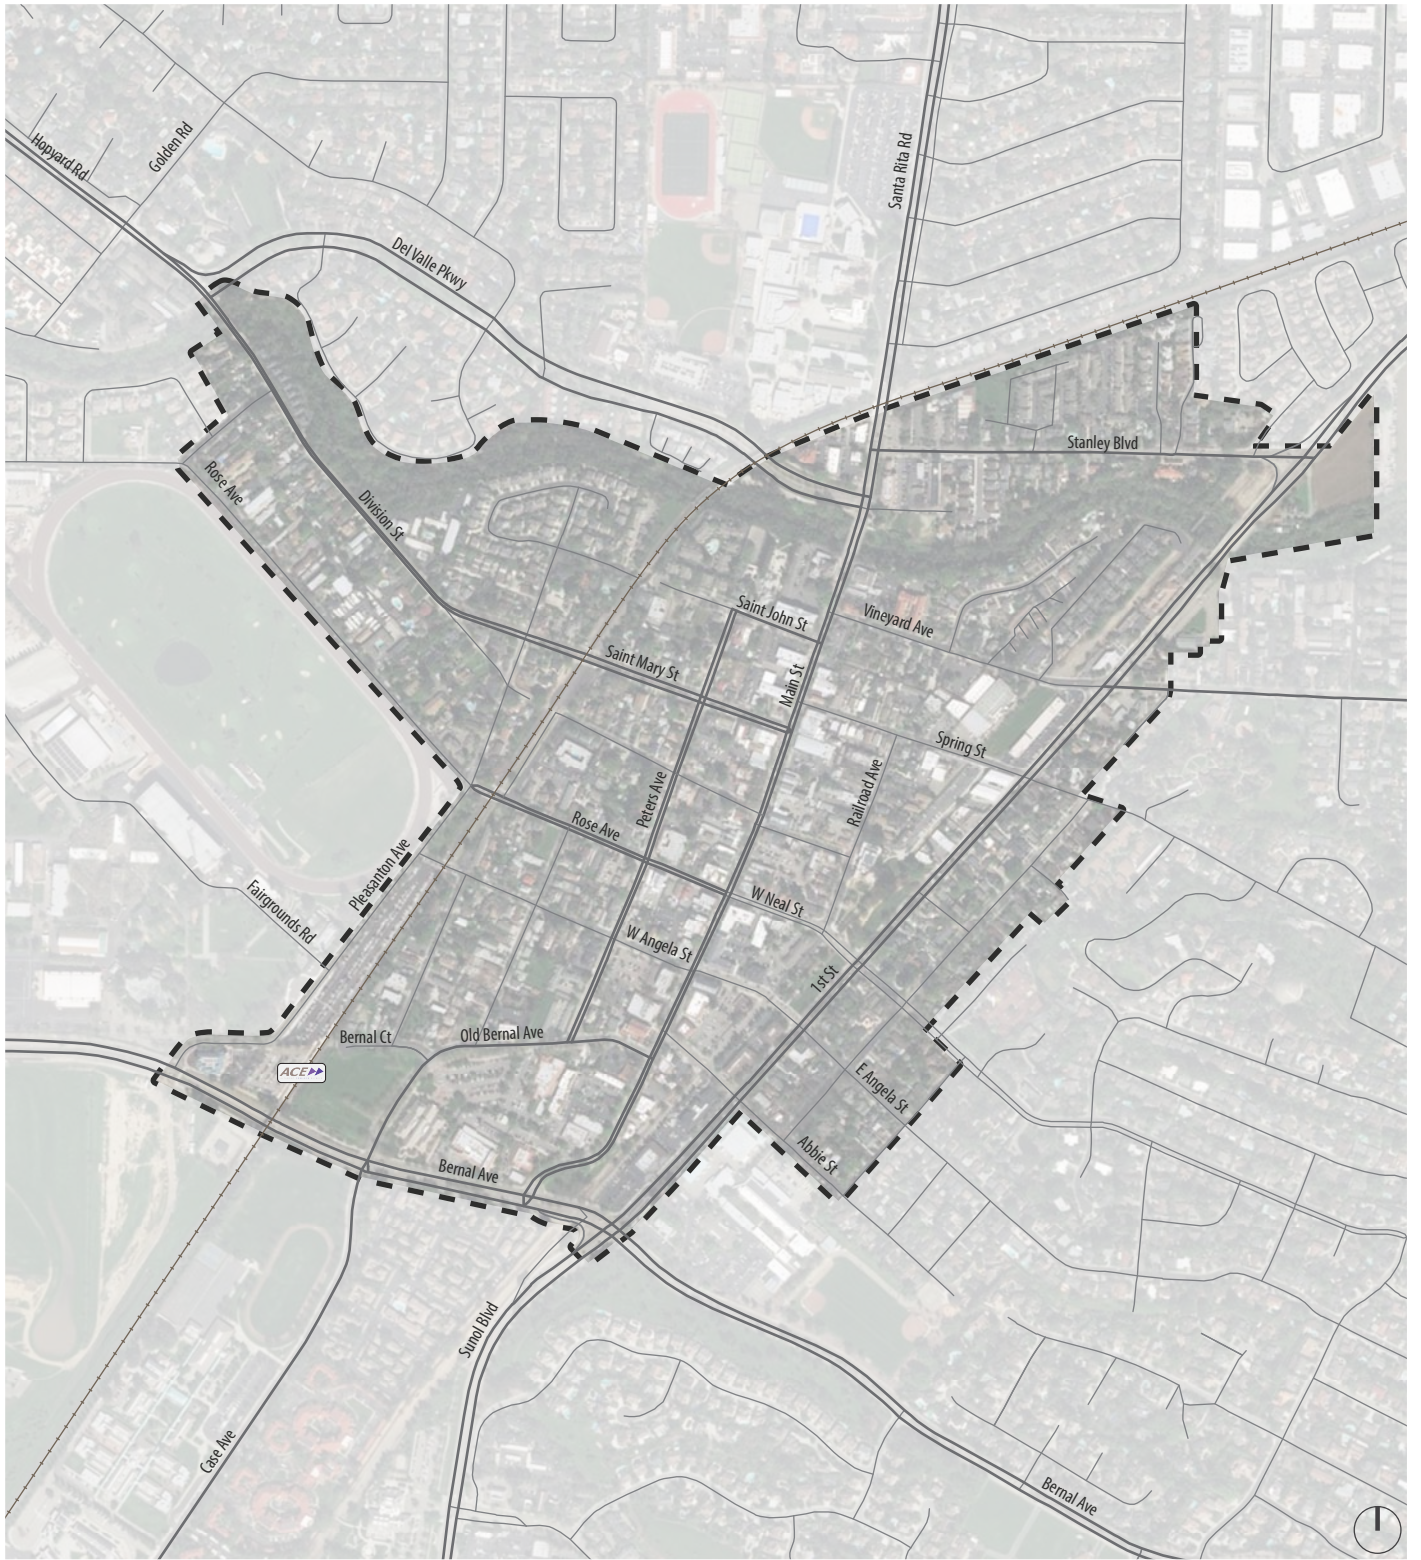 Santa Rita Rd
Hopyard Rd
Golden Rd
Del Valle Pkwy
Stanley Blvd
Rose Ave
Division St
Saint John St
Vineyard Ave
Saint Mary St
Main St
Spring St
Peters Ave
Railroad Ave
Rose Ave
Pleasanton Ave
W Neal St
Fairgrounds Rd
W Angela St
1st St
Bernal Ct
Old Bernal Ave
ACE
E Angela St
Abbie St
Bernal Ave
Sunol Blvd
Case Ave
Bernal Ave